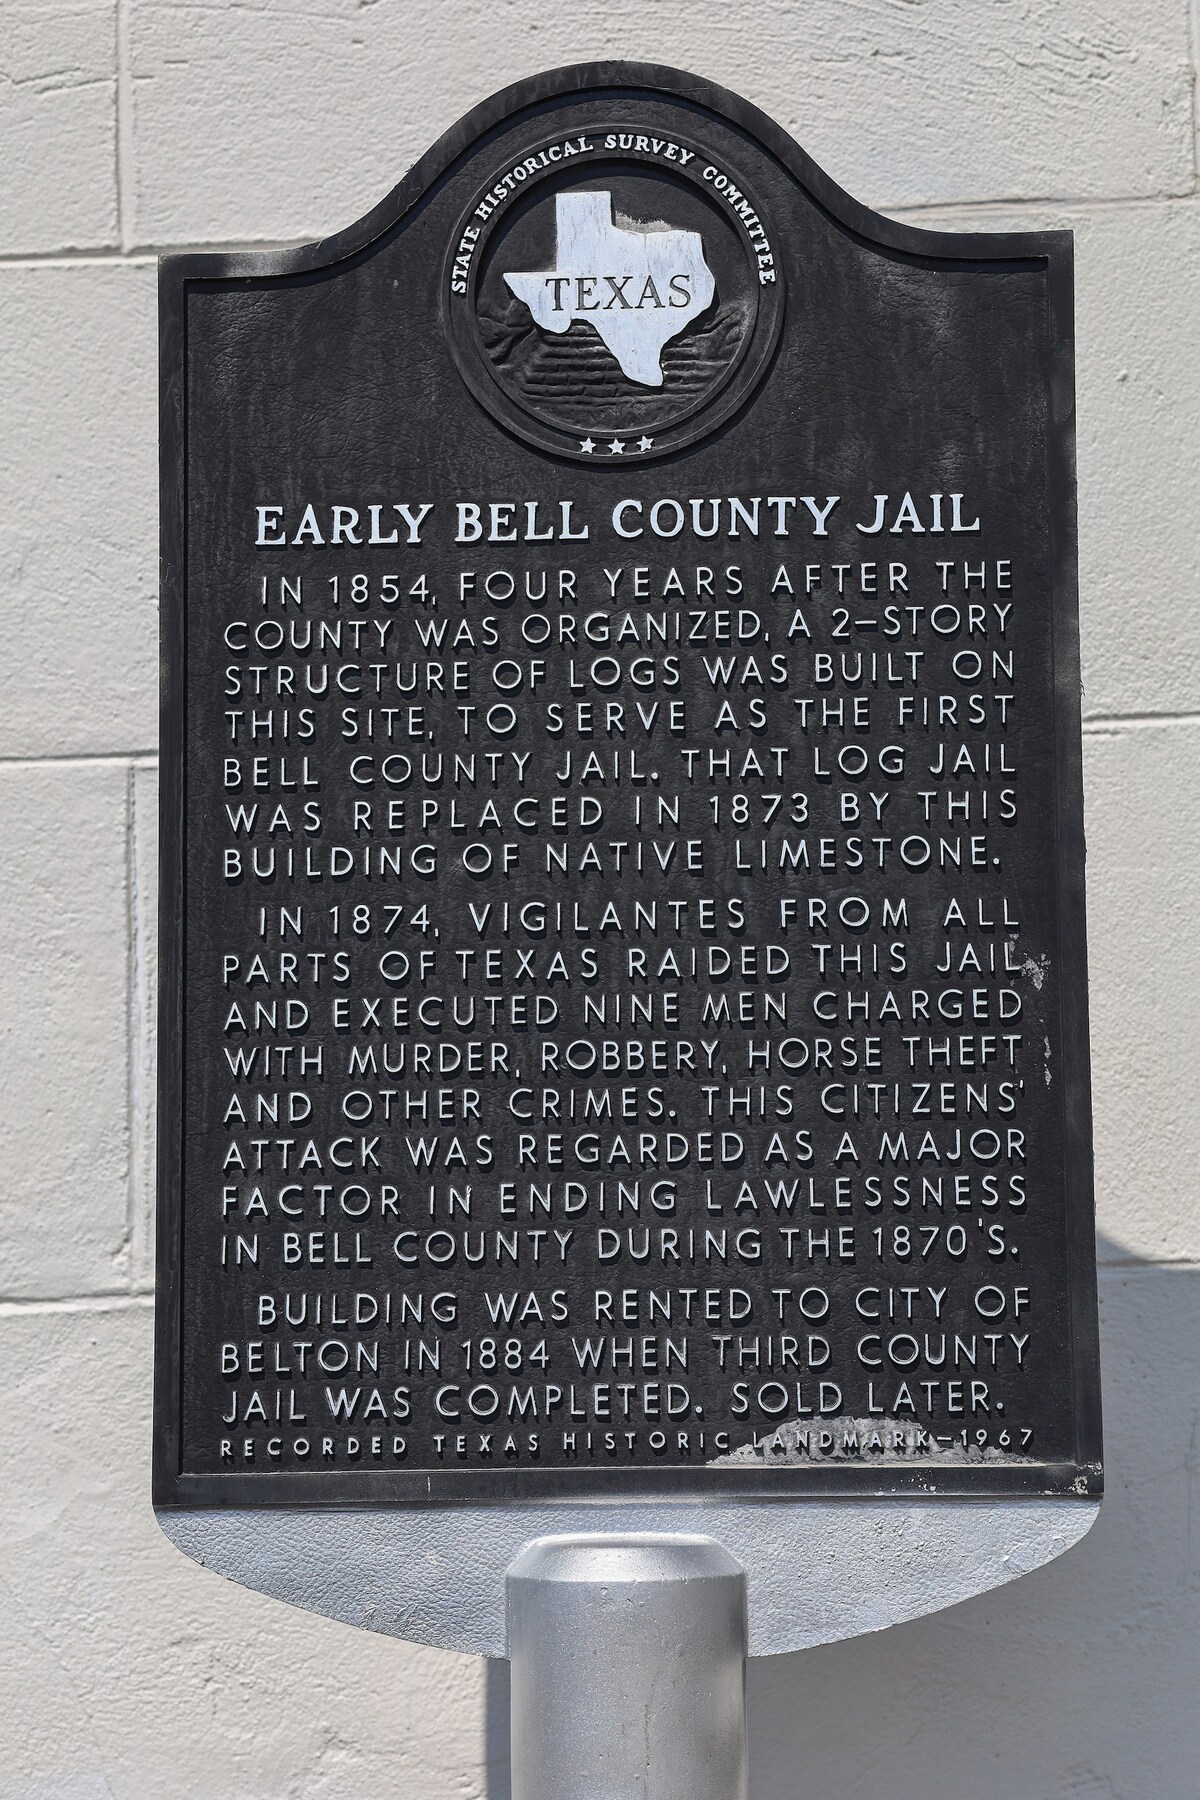 STATE HISTORICAL SURVEY COMMITTEE
TEXAS
EARLY BELL COUNTY JAIL
IN 1854, FOUR YEARS AFTER THE
COUNTY WAS ORGANIZED, A 2-STORY
STRUCTURE OF LOGS WAS BUILT ON
THIS SITE, TO SERVE AS THE FIRST
BELL COUNTY JAIL. THAT LOG JAIL
WAS REPLACED IN 1873 BY THIS
BUILDING OF NATIVE LIMESTONE.
IN 1874, VIGILANTES FROM ALL
PARTS OF TEXAS RAIDED THIS JAIL
AND EXECUTED NINE MEN CHARGED
WITH MURDER, ROBBERY, HORSE THEFT
AND OTHER CRIMES. THIS CITIZENS'
ATTACK WAS REGARDED AS A MAJOR
FACTOR IN ENDING LAWLESSNESS
IN BELL COUNTY DURING THE 1870'S.
BUILDING WAS RENTED TO CITY OF
BELTON IN 1884 WHEN THIRD COUNTY
JAIL WAS COMPLETED. SOLD LATER.
RECORDED TEXAS HISTORIC LANDMARK-1967